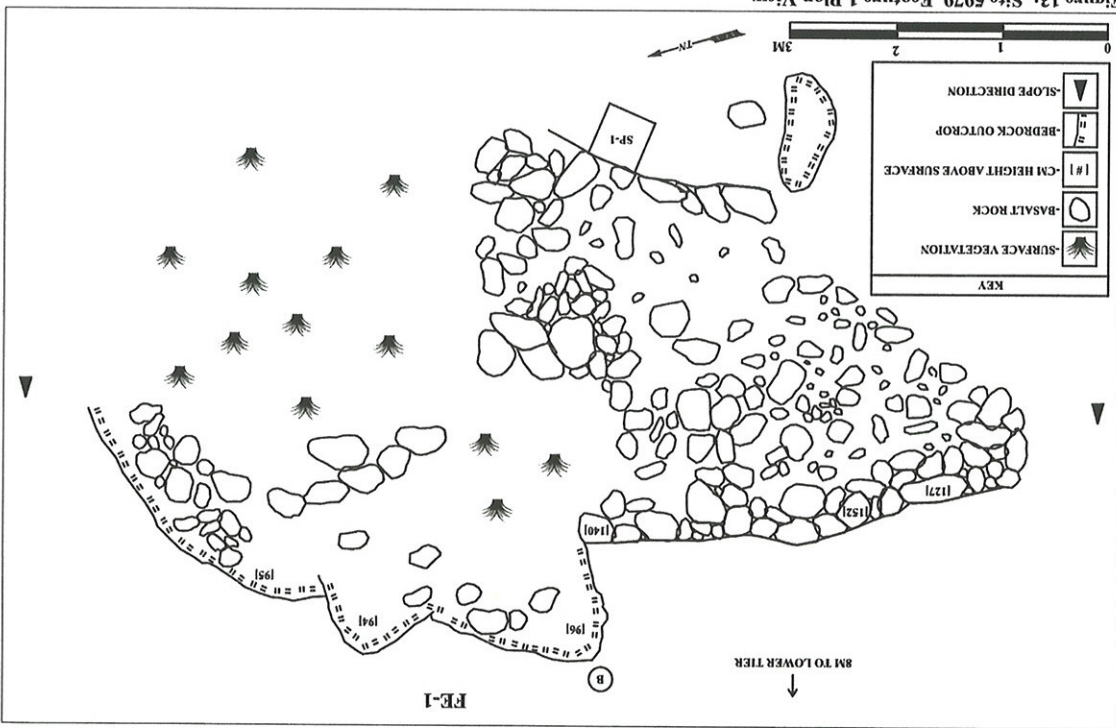 FE-1
8M TO LOWER TIER
B
[96]
[94]
[95]
[140]
[152]
[127]
SP-1
KEY
-SURFACE VEGETATION
-BASALT ROCK
[#] -CM HEIGHT ABOVE SURFACE
-BEDROCK OUTCROP
-SLOPE DIRECTION
TN
0 1 2 3M
Figure 13: Site 5979, Feature 1 Plan View